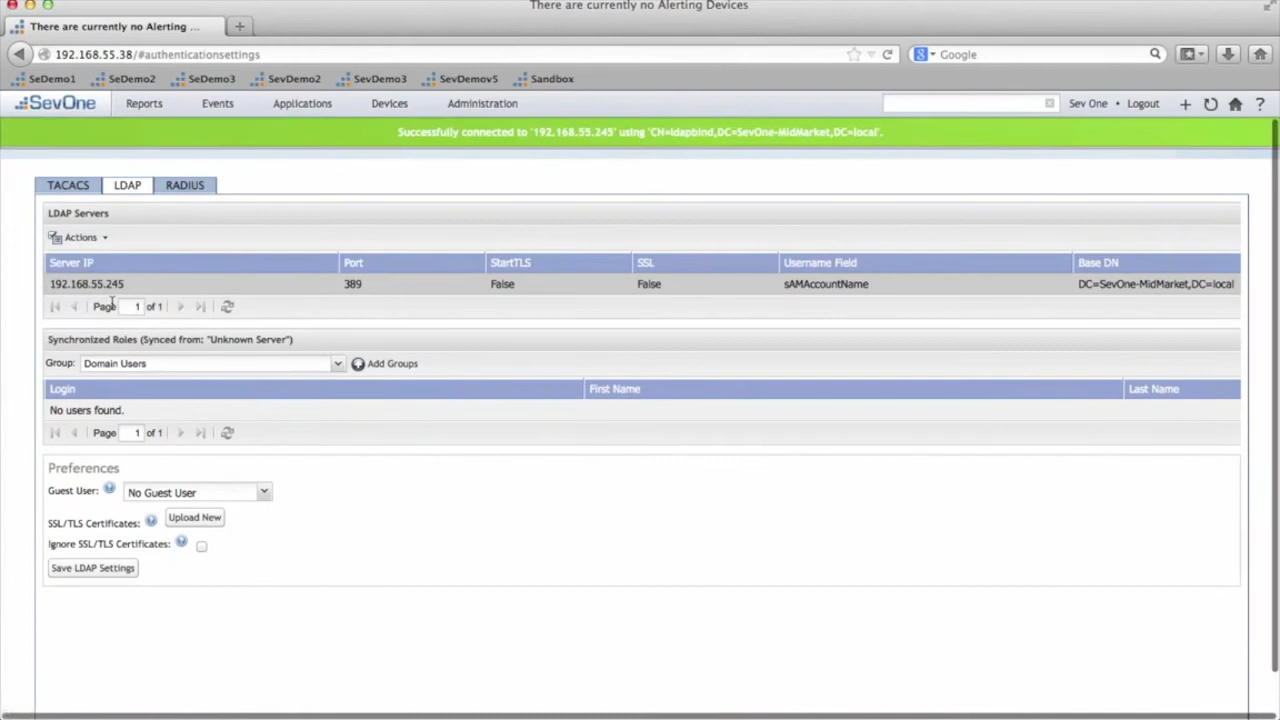 There are currently no Alerting Devices
There are currently no Alerting ...
192.168.55.38/#authenticationsettings
Google
SeDemo1 SeDemo2 SeDemo3 SevDemo2 SevDemo3 SevDemov5 Sandbox
SevOne Reports Events Applications Devices Administration Sev One • Logout
Successfully connected to '192.168.55.245' using 'CN=ldapbind,DC=SevOne-MidMarket,DC=local'.
TACACS LDAP RADIUS
LDAP Servers
Actions
Server IP Port StartTLS SSL Username Field Base DN
192.168.55.245 389 False False sAMAccountName DC=SevOne-MidMarket,DC=local
Page 1 of 1
Synchronized Roles (Synced from: "Unknown Server")
Group: Domain Users Add Groups
Login First Name Last Name
No users found.
Page 1 of 1
Preferences
Guest User: No Guest User
SSL/TLS Certificates: Upload New
Ignore SSL/TLS Certificates:
Save LDAP Settings